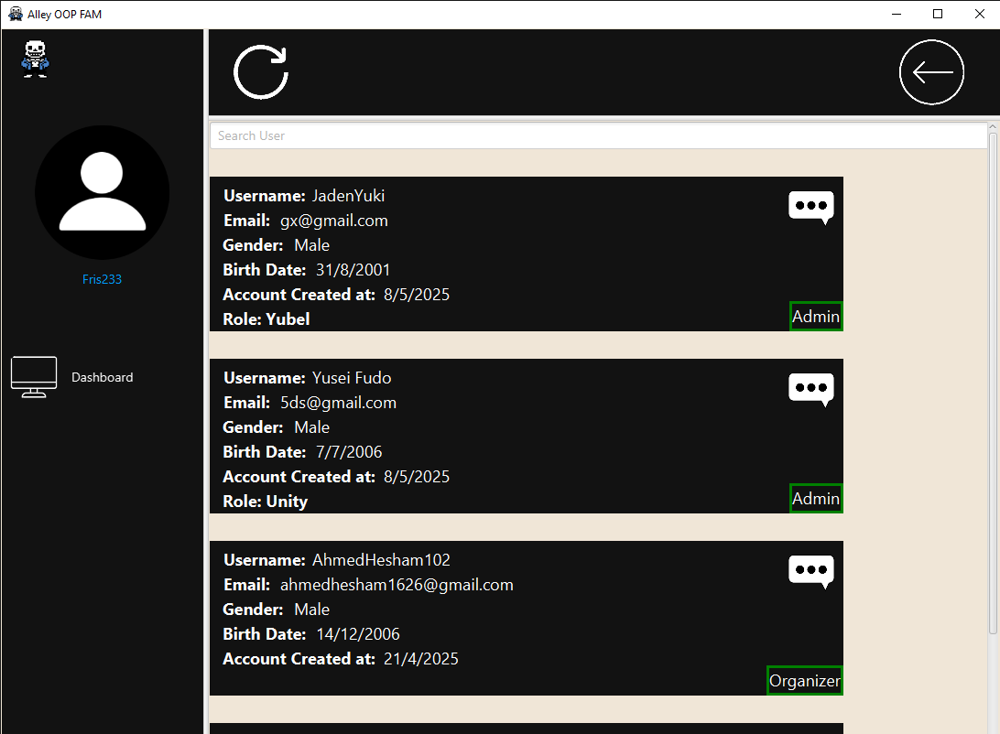 Alley OOP FAM
Fris233
Dashboard
Search User
Username: JadenYuki
Email: gx@gmail.com
Gender: Male
Birth Date: 31/8/2001
Account Created at: 8/5/2025
Role: Yubel
Admin
Username: Yusei Fudo
Email: 5ds@gmail.com
Gender: Male
Birth Date: 7/7/2006
Account Created at: 8/5/2025
Role: Unity
Admin
Username: AhmedHesham102
Email: ahmedhesham1626@gmail.com
Gender: Male
Birth Date: 14/12/2006
Account Created at: 21/4/2025
Organizer